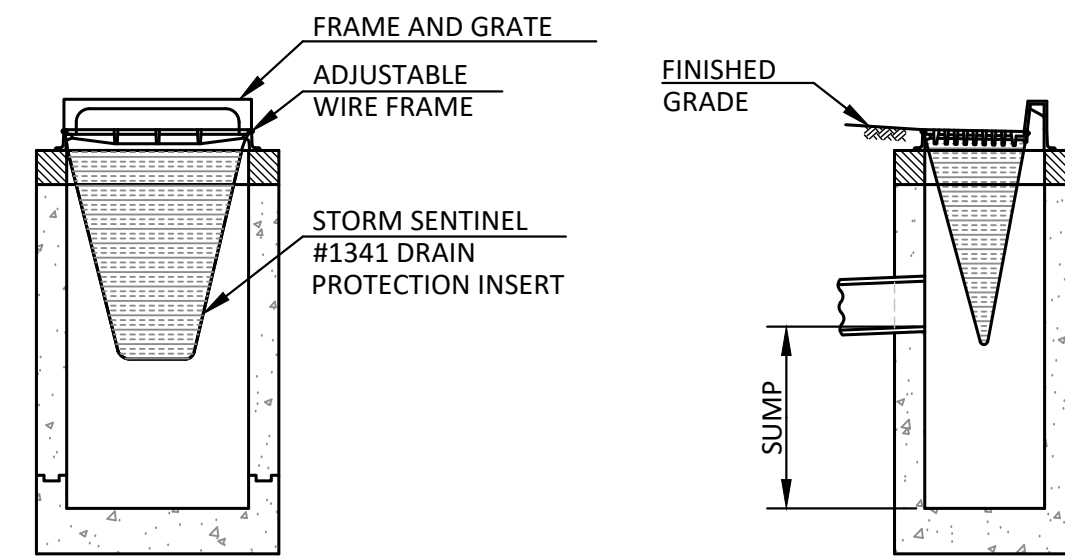 FRAME AND GRATE
ADJUSTABLE
WIRE FRAME
STORM SENTINEL
#1341 DRAIN
PROTECTION INSERT
FINISHED
GRADE
SUMP